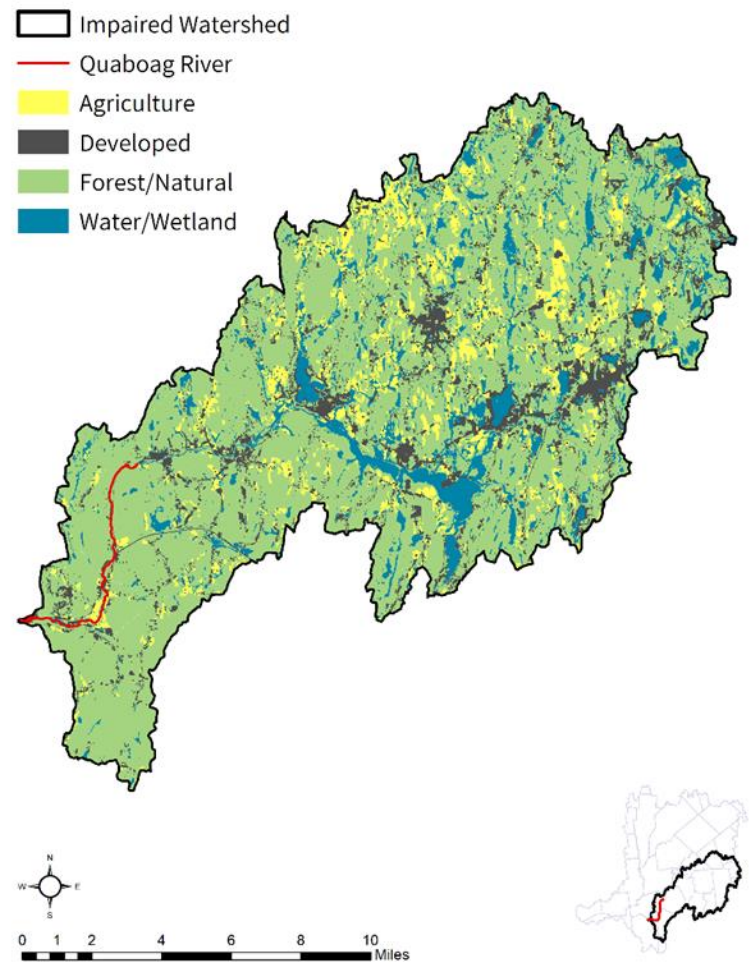 Impaired Watershed
Quaboag River
Agriculture
Developed
Forest/Natural
Water/Wetland
N
W E
S
0 1 2 4 6 8 10
Miles